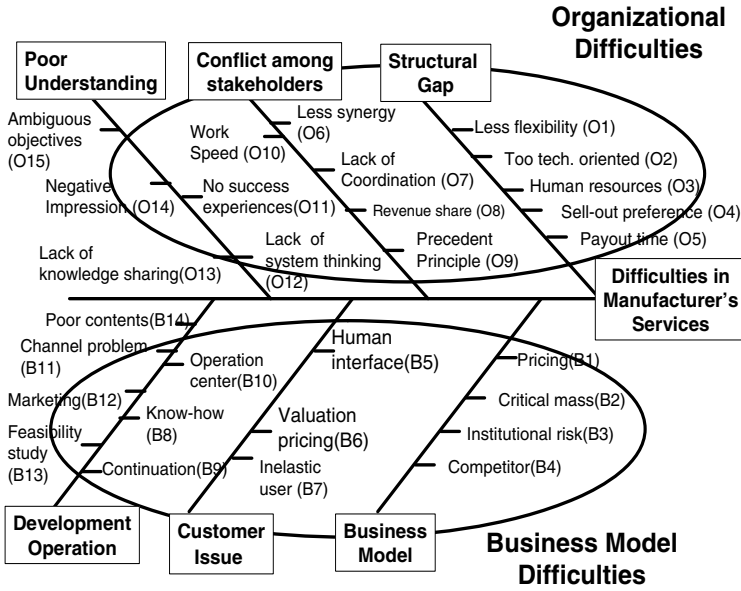 Organizational
Difficulties
Poor
Understanding
Conflict among
stakeholders
Structural
Gap
Ambiguous
objectives
(O15)
Negative
Impression(O14)
Lack of
knowledge sharing(O13)
Work
Speed (O10)
No success
experiences(O11)
Lack of
system thinking
(O12)
Less synergy
(O6)
Lack of
Coordination (O7)
Revenue share (O8)
Precedent
Principle (O9)
Less flexibility (O1)
Too tech. oriented (O2)
Human resources (O3)
Sell-out preference (O4)
Payout time (O5)
Difficulties in
Manufacturer's
Services
Poor contents(B14)
Channel problem
(B11)
Marketing(B12)
Feasibility
study
(B13)
Operation
center(B10)
Know-how
(B8)
Continuation(B9)
Human
interface(B5)
Valuation
pricing(B6)
Inelastic
user (B7)
Pricing(B1)
Critical mass(B2)
Institutional risk(B3)
Competitor(B4)
Development
Operation
Customer
Issue
Business
Model
Business Model
Difficulties